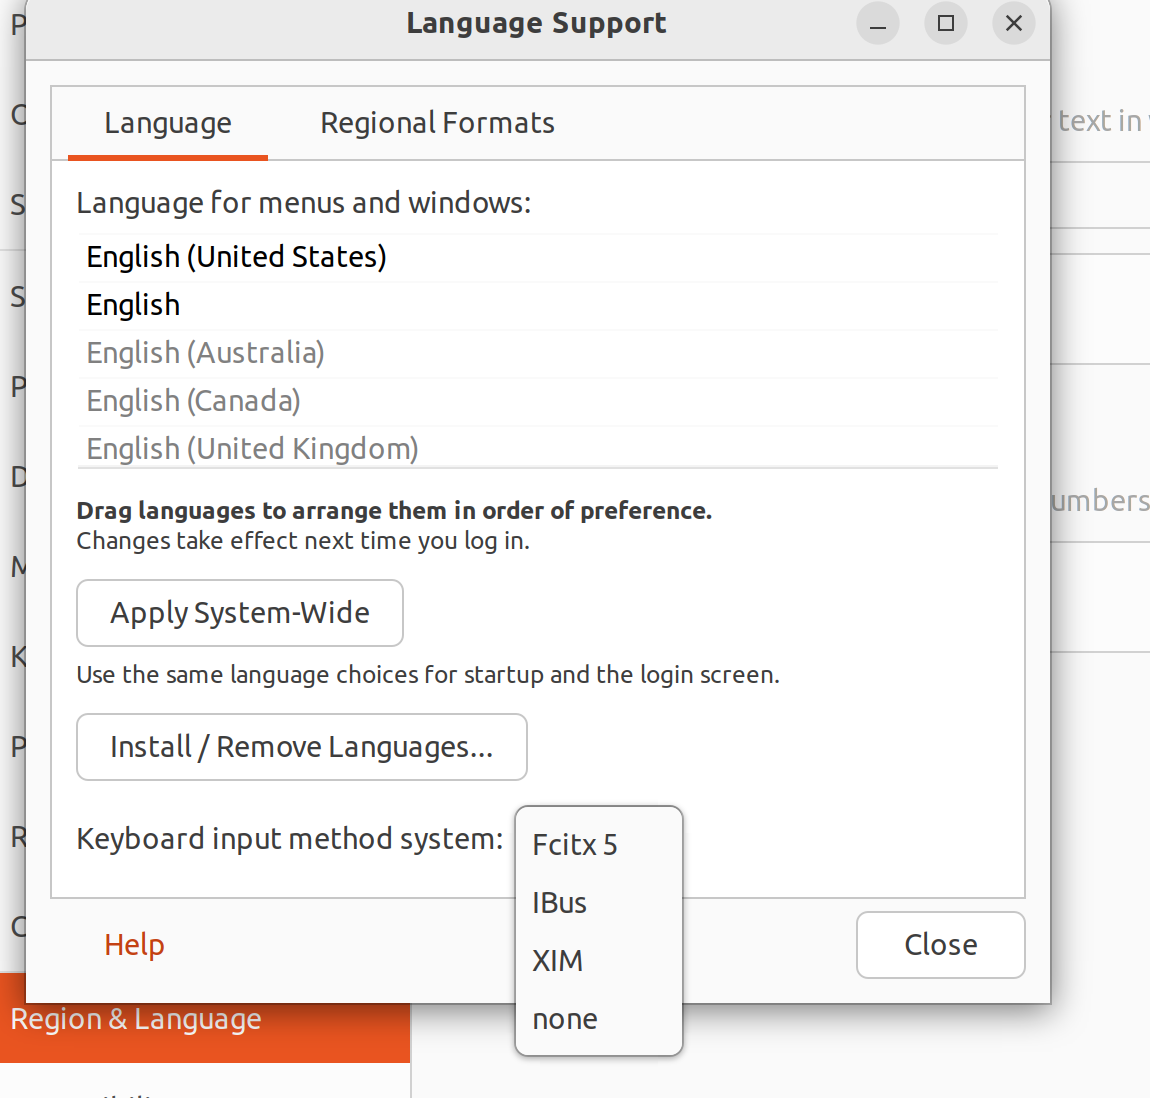 Language Support
Language
Regional Formats
text in
Language for menus and windows:
English (United States)
English
English (Australia)
English (Canada)
English (United Kingdom)
umbers
Drag languages to arrange them in order of preference.
Changes take effect next time you log in.
Apply System-Wide
Use the same language choices for startup and the login screen.
Install / Remove Languages...
Keyboard input method system:
Fcitx 5
IBus
XIM
none
Help
Close
Region & Language